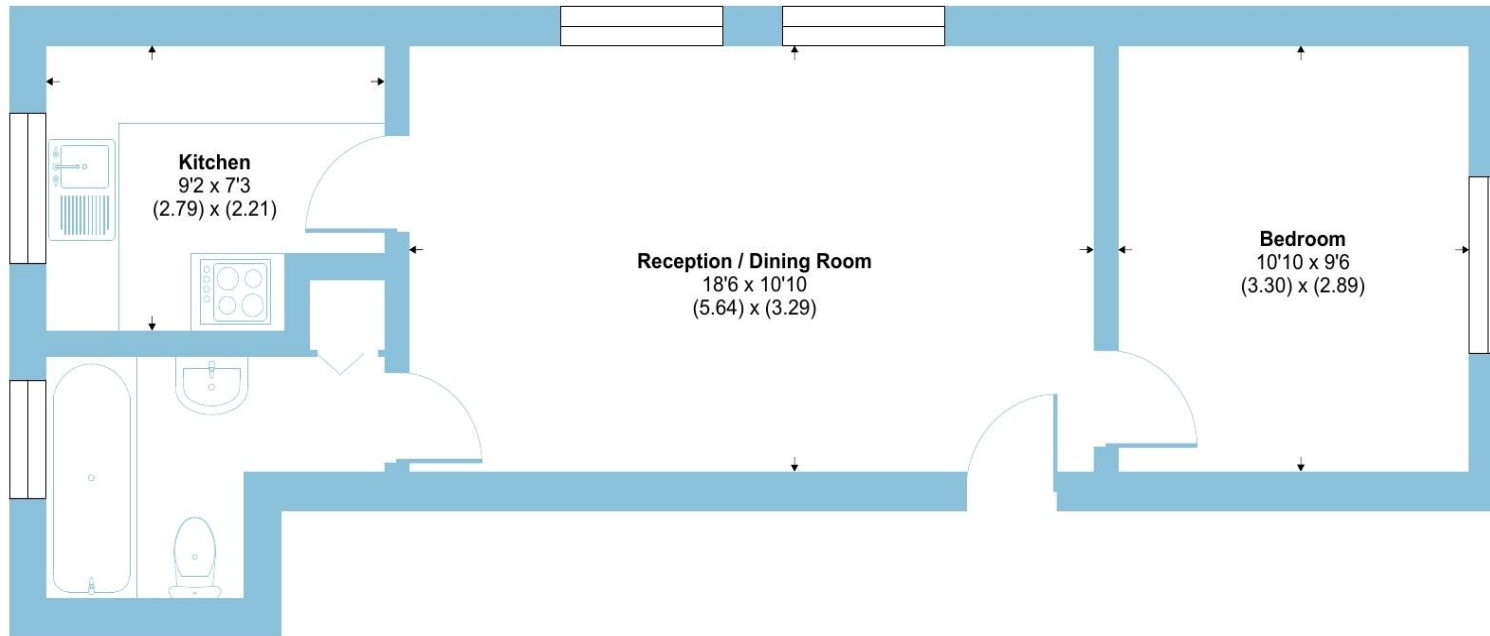 Kitchen
9'2 x 7'3
(2.79) x (2.21)
Reception / Dining Room
18'6 x 10'10
(5.64) x (3.29)
Bedroom
10'10 x 9'6
(3.30) x (2.89)